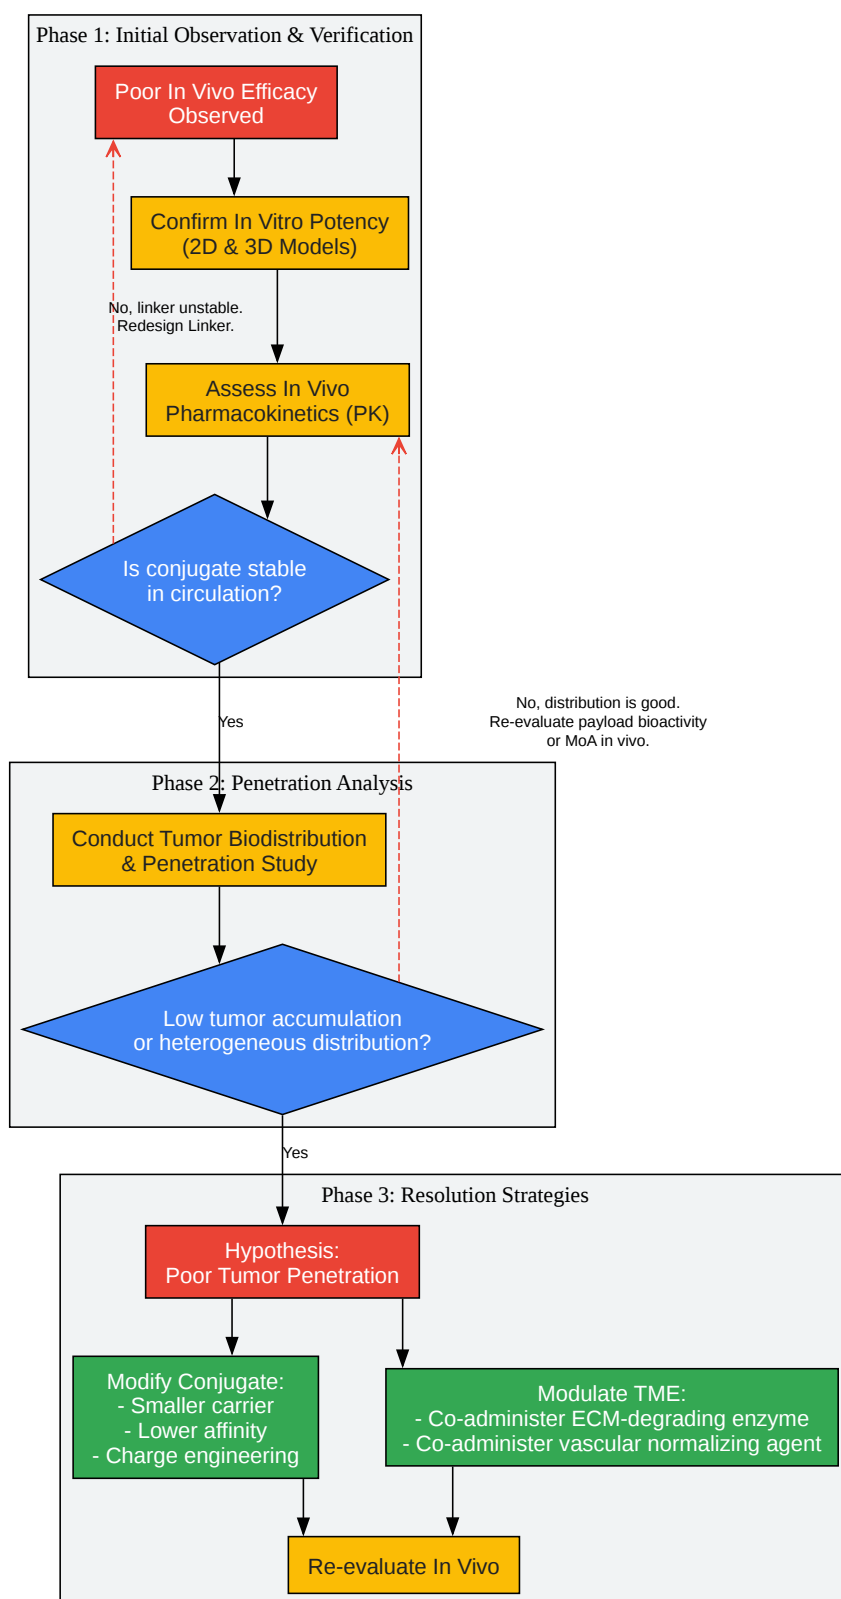 Phase 1: Initial Observation & Verification
Poor In Vivo Efficacy
Observed
Confirm In Vitro Potency
(2D & 3D Models)
No, linker unstable.
Redesign Linker.
Assess In Vivo
Pharmacokinetics (PK)
Is conjugate stable
in circulation?
Yes
No, distribution is good.
Re-evaluate payload bioactivity
or MoA in vivo.
Phase 2: Penetration Analysis
Conduct Tumor Biodistribution
& Penetration Study
Low tumor accumulation
or heterogeneous distribution?
Yes
Phase 3: Resolution Strategies
Hypothesis:
Poor Tumor Penetration
Modify Conjugate:
- Smaller carrier
- Lower affinity
- Charge engineering
Modulate TME:
- Co-administer ECM-degrading enzyme
- Co-administer vascular normalizing agent
Re-evaluate In Vivo